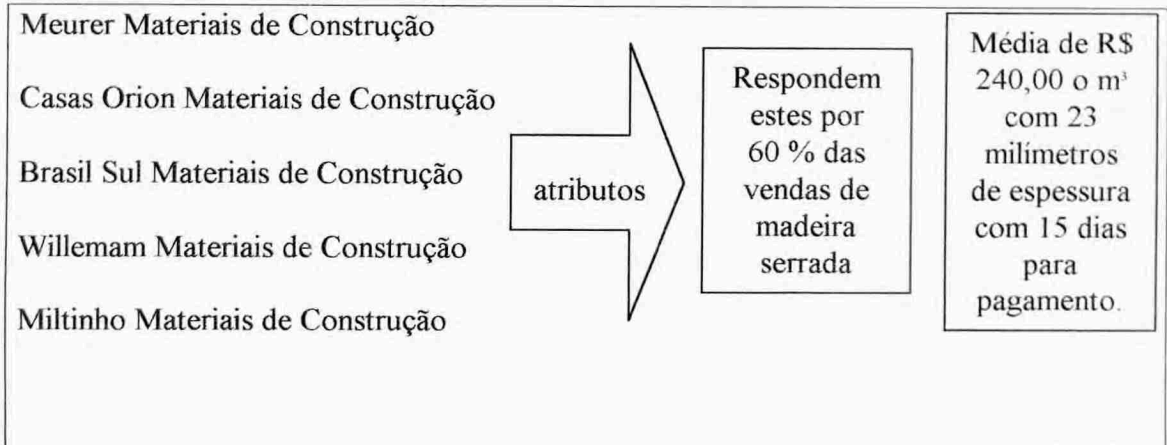 Meurer Materiais de Construção
Casas Orion Materiais de Construção
Brasil Sul Materiais de Construção
Willemam Materiais de Construção
Miltinho Materiais de Construção
atributos
Respondem
estes por
60 % das
vendas de
madeira
serrada
Média de R$
240,00 o m³
com 23
milímetros
de espessura
com 15 dias
para
pagamento.